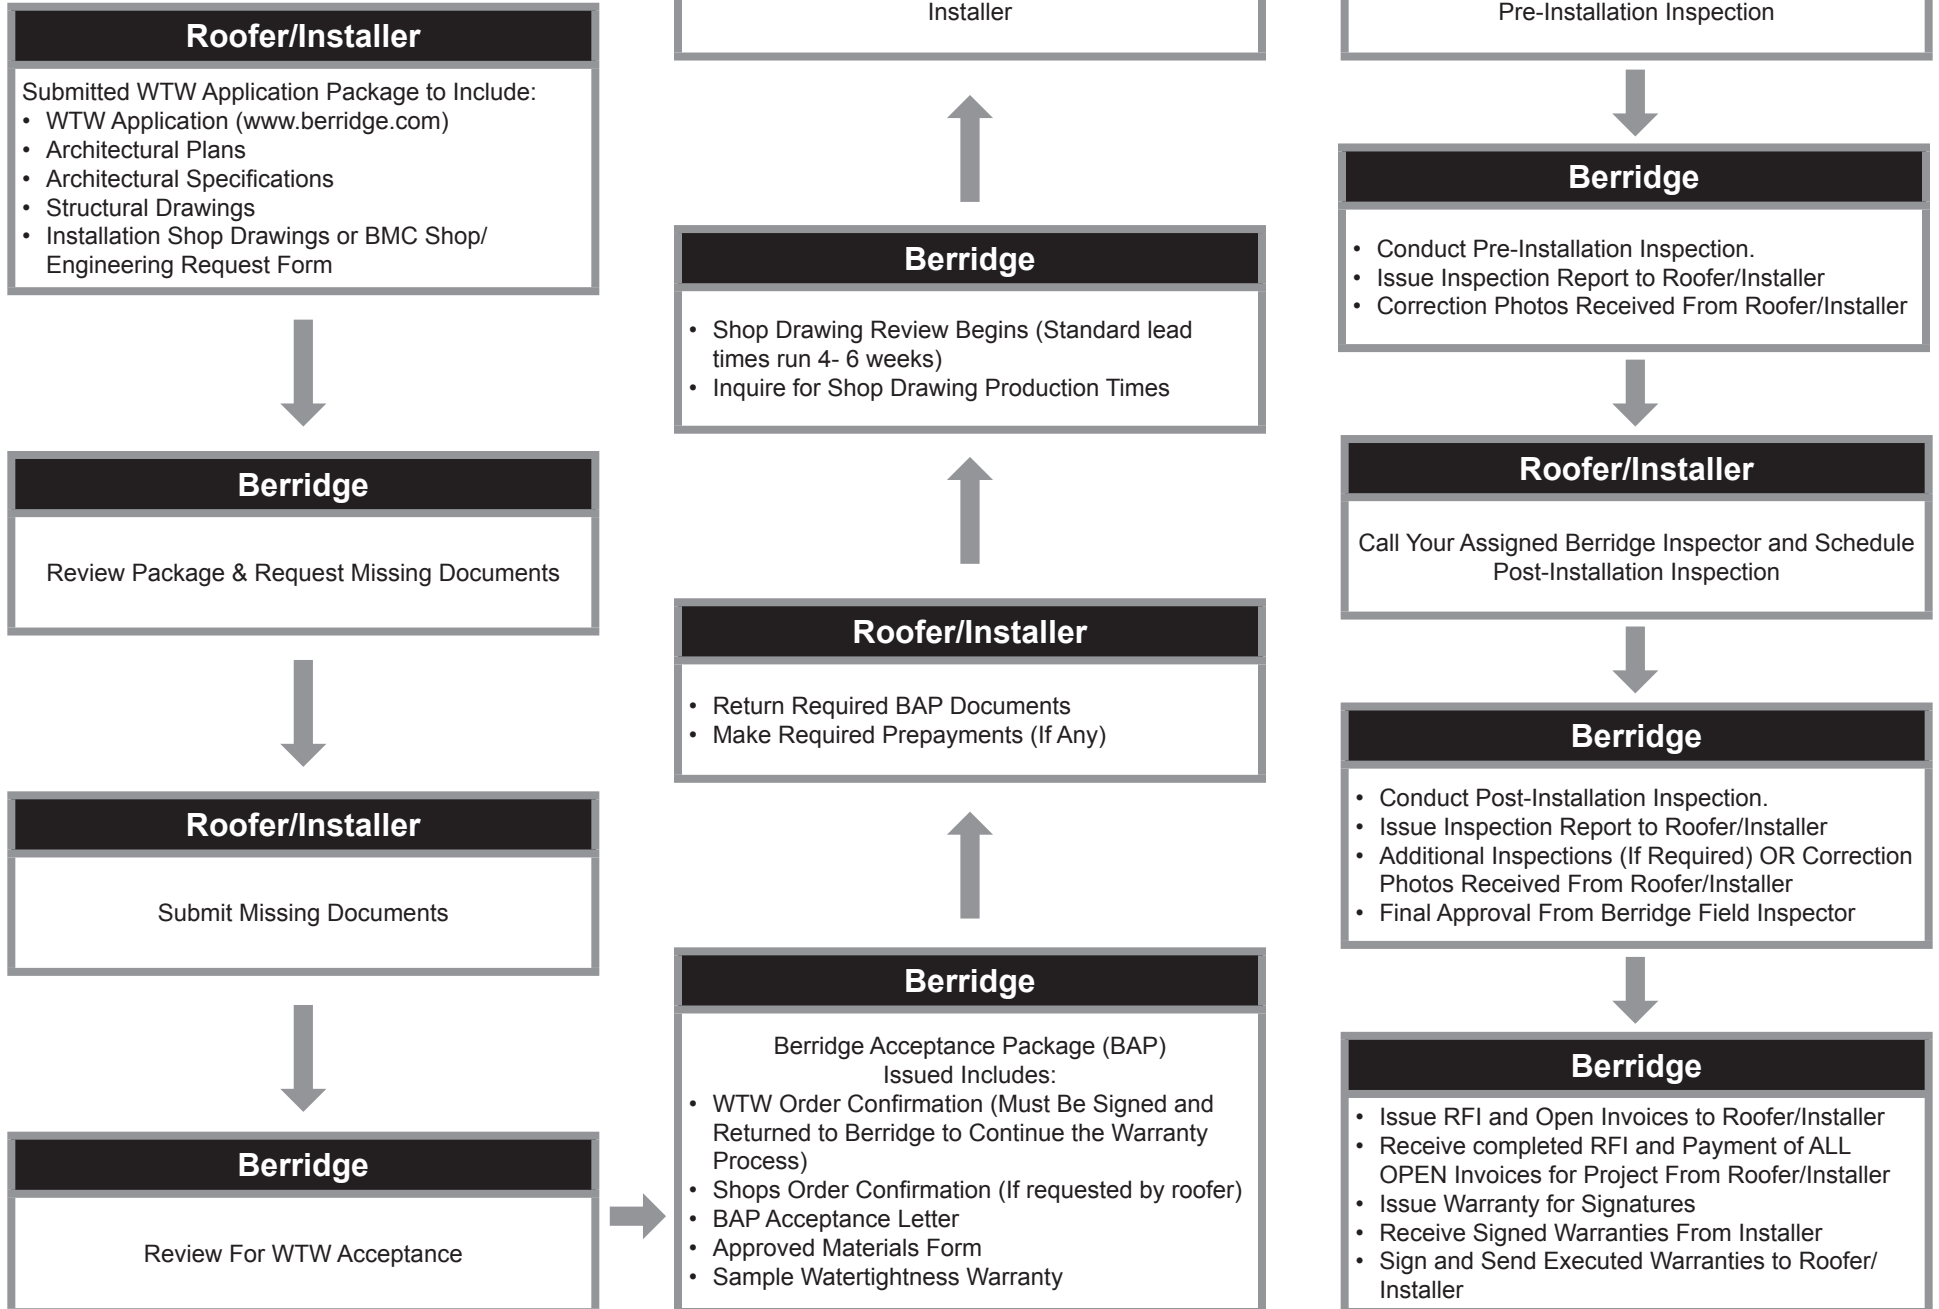 Roofer/Installer
Submitted WTW Application Package to Include:
• WTW Application (www.berridge.com)
• Architectural Plans
• Architectural Specifications
• Structural Drawings
• Installation Shop Drawings or BMC Shop/
Engineering Request Form
Berridge
Review Package & Request Missing Documents
Roofer/Installer
Submit Missing Documents
Berridge
Review For WTW Acceptance
Installer
Berridge
• Shop Drawing Review Begins (Standard lead
times run 4- 6 weeks)
• Inquire for Shop Drawing Production Times
Roofer/Installer
• Return Required BAP Documents
• Make Required Prepayments (If Any)
Berridge
Berridge Acceptance Package (BAP)
Issued Includes:
• WTW Order Confirmation (Must Be Signed and
Returned to Berridge to Continue the Warranty
Process)
• Shops Order Confirmation (If requested by roofer)
• BAP Acceptance Letter
• Approved Materials Form
• Sample Watertightness Warranty
Pre-Installation Inspection
Berridge
• Conduct Pre-Installation Inspection.
• Issue Inspection Report to Roofer/Installer
• Correction Photos Received From Roofer/Installer
Roofer/Installer
Call Your Assigned Berridge Inspector and Schedule
Post-Installation Inspection
Berridge
• Conduct Post-Installation Inspection.
• Issue Inspection Report to Roofer/Installer
• Additional Inspections (If Required) OR Correction
Photos Received From Roofer/Installer
• Final Approval From Berridge Field Inspector
Berridge
• Issue RFI and Open Invoices to Roofer/Installer
• Receive completed RFI and Payment of ALL
OPEN Invoices for Project From Roofer/Installer
• Issue Warranty for Signatures
• Receive Signed Warranties From Installer
• Sign and Send Executed Warranties to Roofer/
Installer